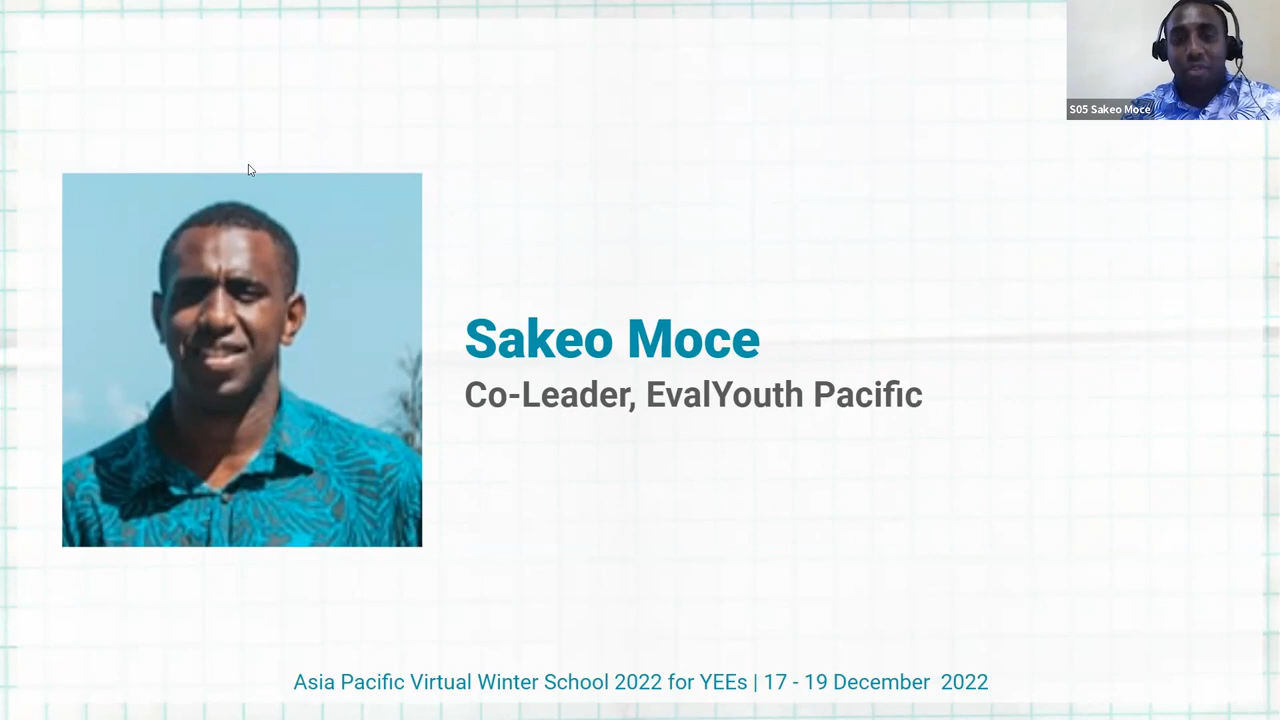 S05 Sakeo Moce
Sakeo Moce
Co-Leader, EvalYouth Pacific
Asia Pacific Virtual Winter School 2022 for YEEs | 17 - 19 December 2022